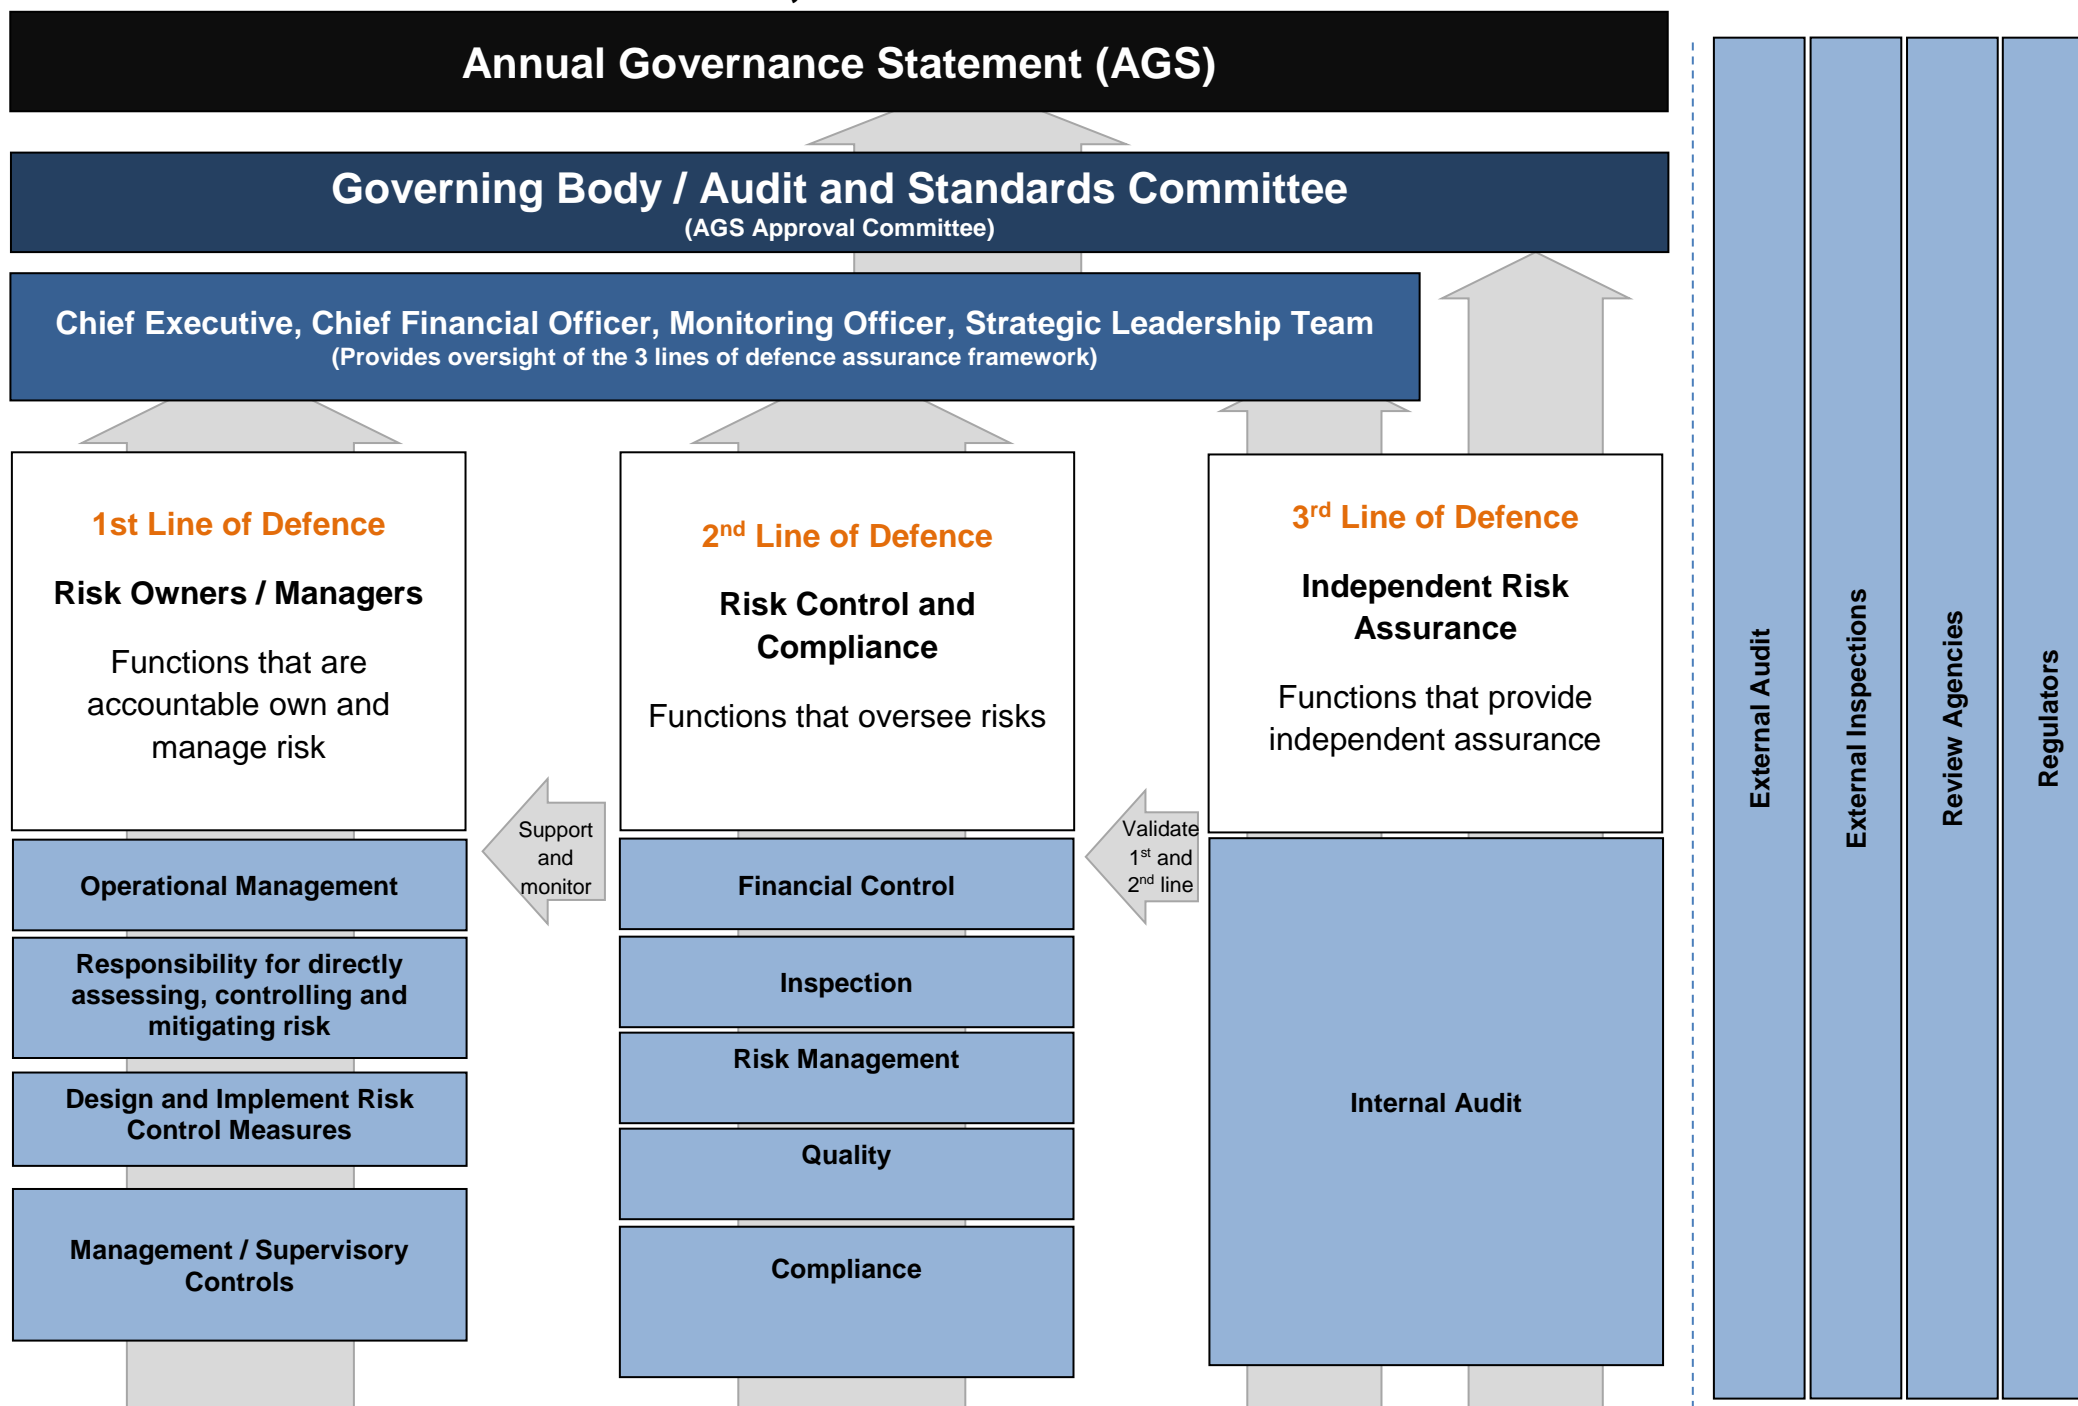 Annual Governance Statement (AGS)
Governing Body / Audit and Standards Committee
(AGS Approval Committee)
Chief Executive, Chief Financial Officer, Monitoring Officer, Strategic Leadership Team
(Provides oversight of the 3 lines of defence assurance framework)
1st Line of Defence
Risk Owners / Managers
Functions that are
accountable own and
manage risk
Operational Management
Responsibility for directly
assessing, controlling and
mitigating risk
Design and Implement Risk
Control Measures
Management / Supervisory
Controls
Support
and
monitor
2nd Line of Defence
Risk Control and
Compliance
Functions that oversee risks
Financial Control
Inspection
Risk Management
Quality
Compliance
Validate
1st and
2nd line
3rd Line of Defence
Independent Risk
Assurance
Functions that provide
independent assurance
Internal Audit
External Audit
External Inspections
Review Agencies
Regulators